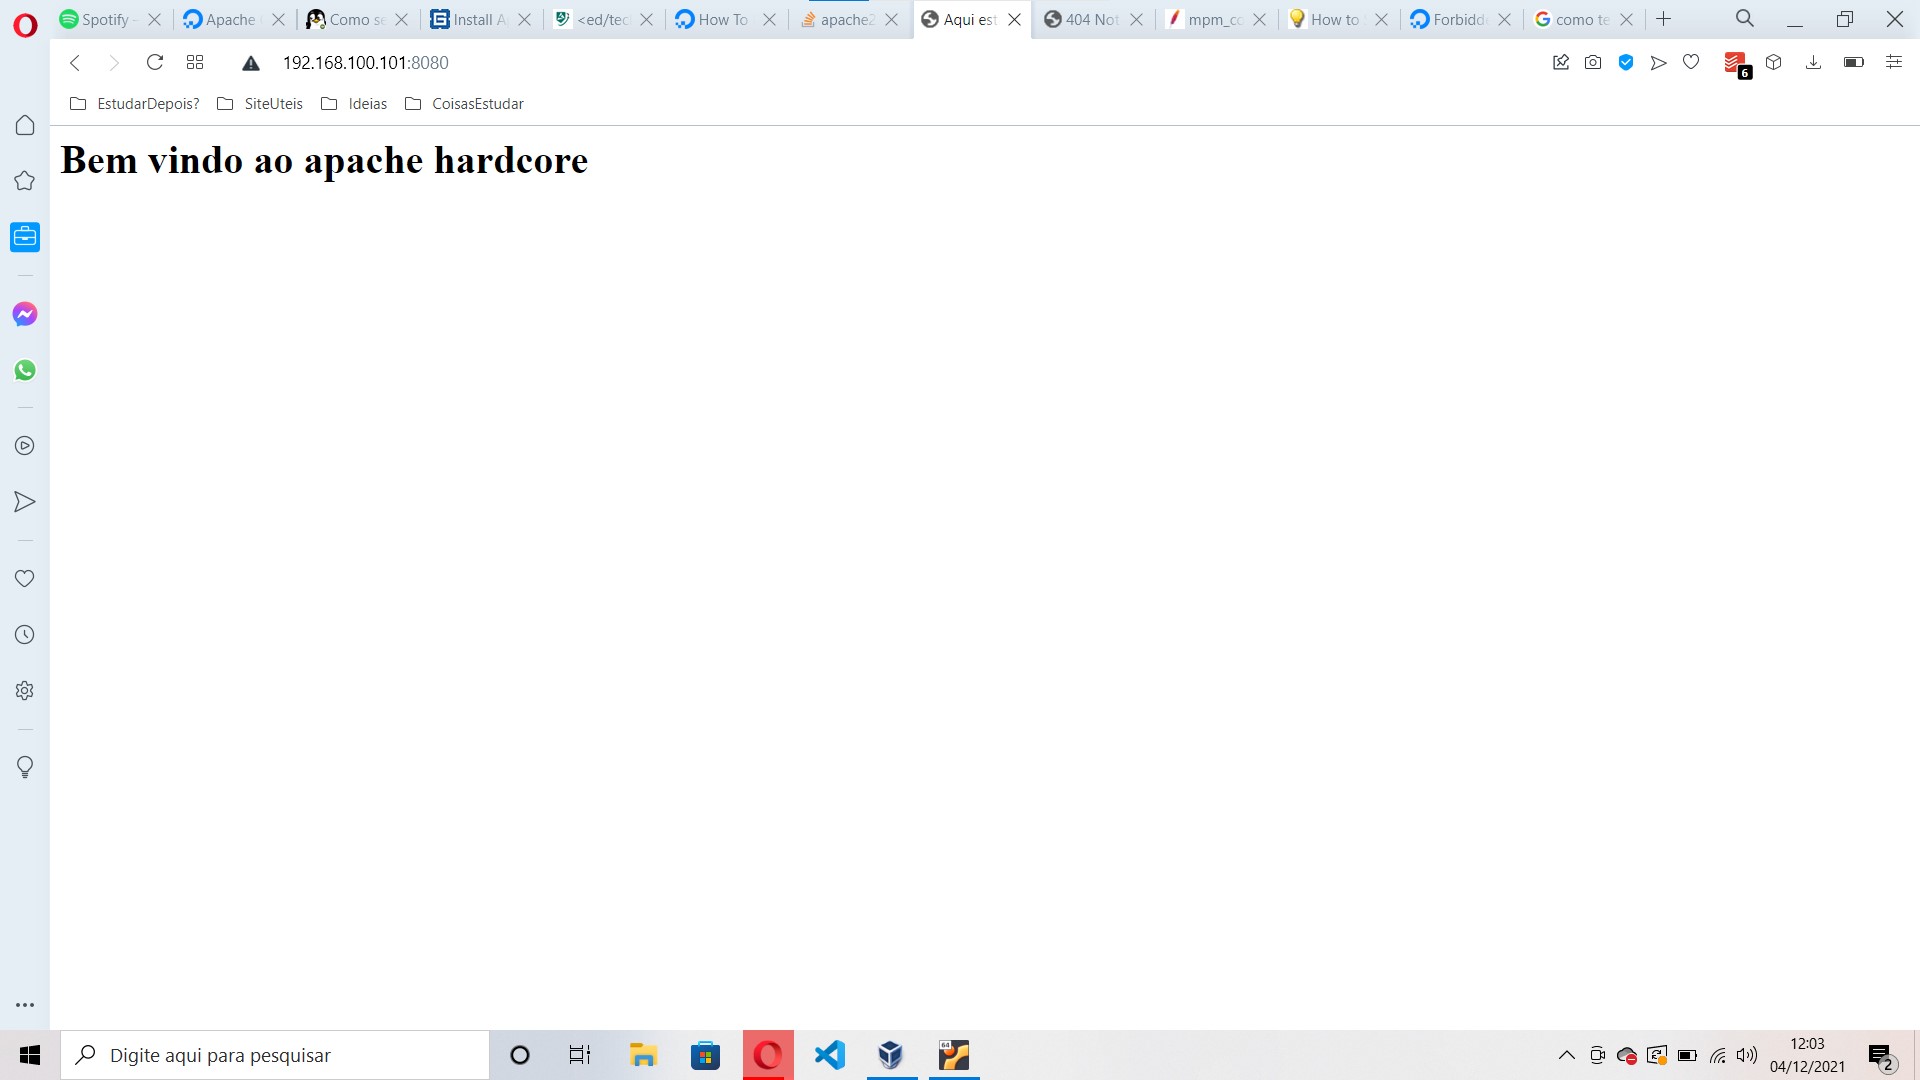 Spotify -
Apache
Como se
Install A
<ed/tec
How To
apache2
Aqui est
404 Not
mpm_co
How to
Forbidd
como te
192.168.100.101:8080
6
EstudarDepois?
SiteUteis
Ideias
CoisasEstudar
Bem vindo ao apache hardcore
Digite aqui para pesquisar
64
12:03
04/12/2021
2